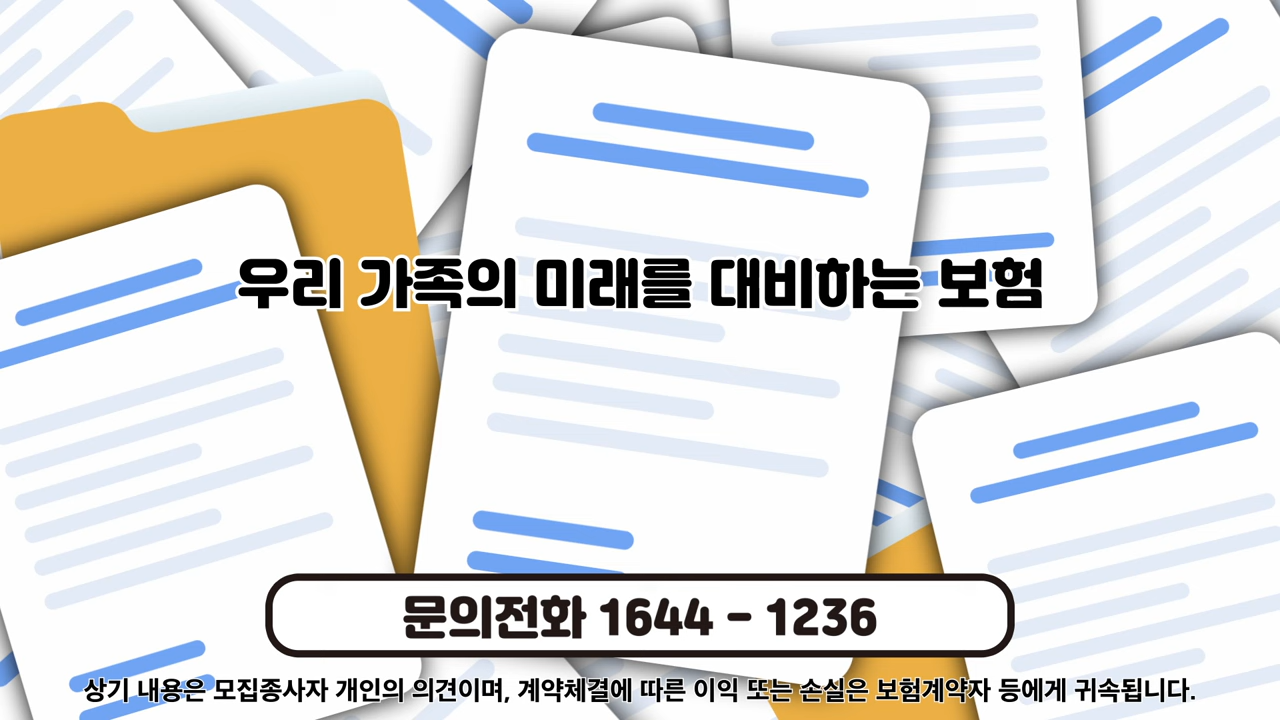 우리 가족의 미래를 대비하는 보험
문의전화 1644 - 1236
상기 내용은 모집종사자 개인의 의견이며, 계약체결에 따른 이익 또는 손실은 보험계약자 등에게 귀속됩니다.